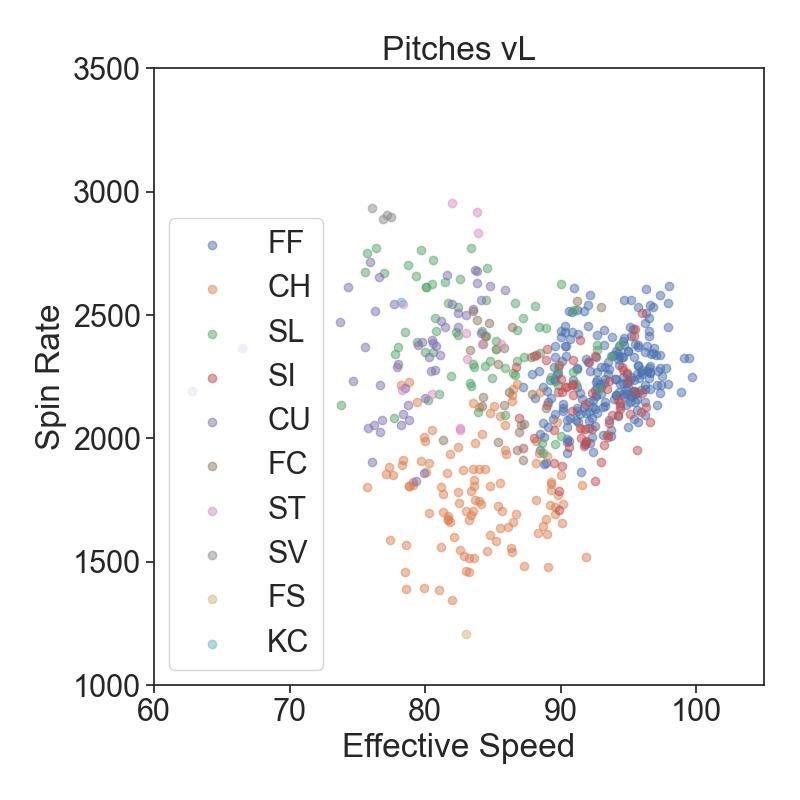 Pitches vL
3500
3000
2500
2000
1500
1000
Spin Rate
FF
CH
SL
SI
CU
FC
ST
SV
FS
KC
60 70 80 90 100
Effective Speed